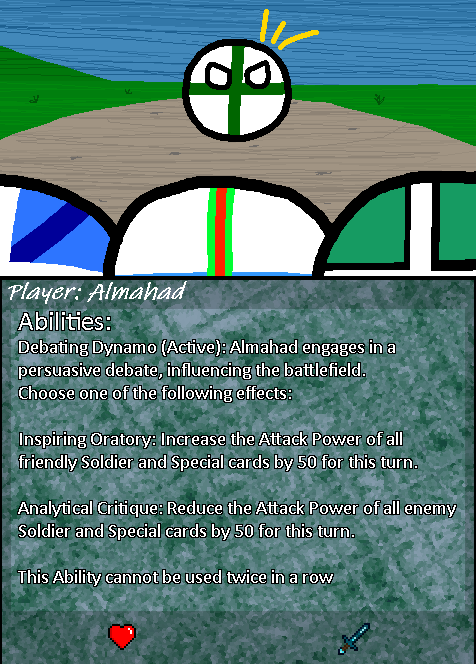 Player: Almahad
Abilities:
Debating Dynamo (Active): Almahad engages in a
persuasive debate, influencing the battlefield.
Choose one of the following effects:
Inspiring Oratory: Increase the Attack Power of all
friendly Soldier and Special cards by 50 for this turn.
Analytical Critique: Reduce the Attack Power of all enemy
Soldier and Special cards by 50 for this turn.
This Ability cannot be used twice in a row